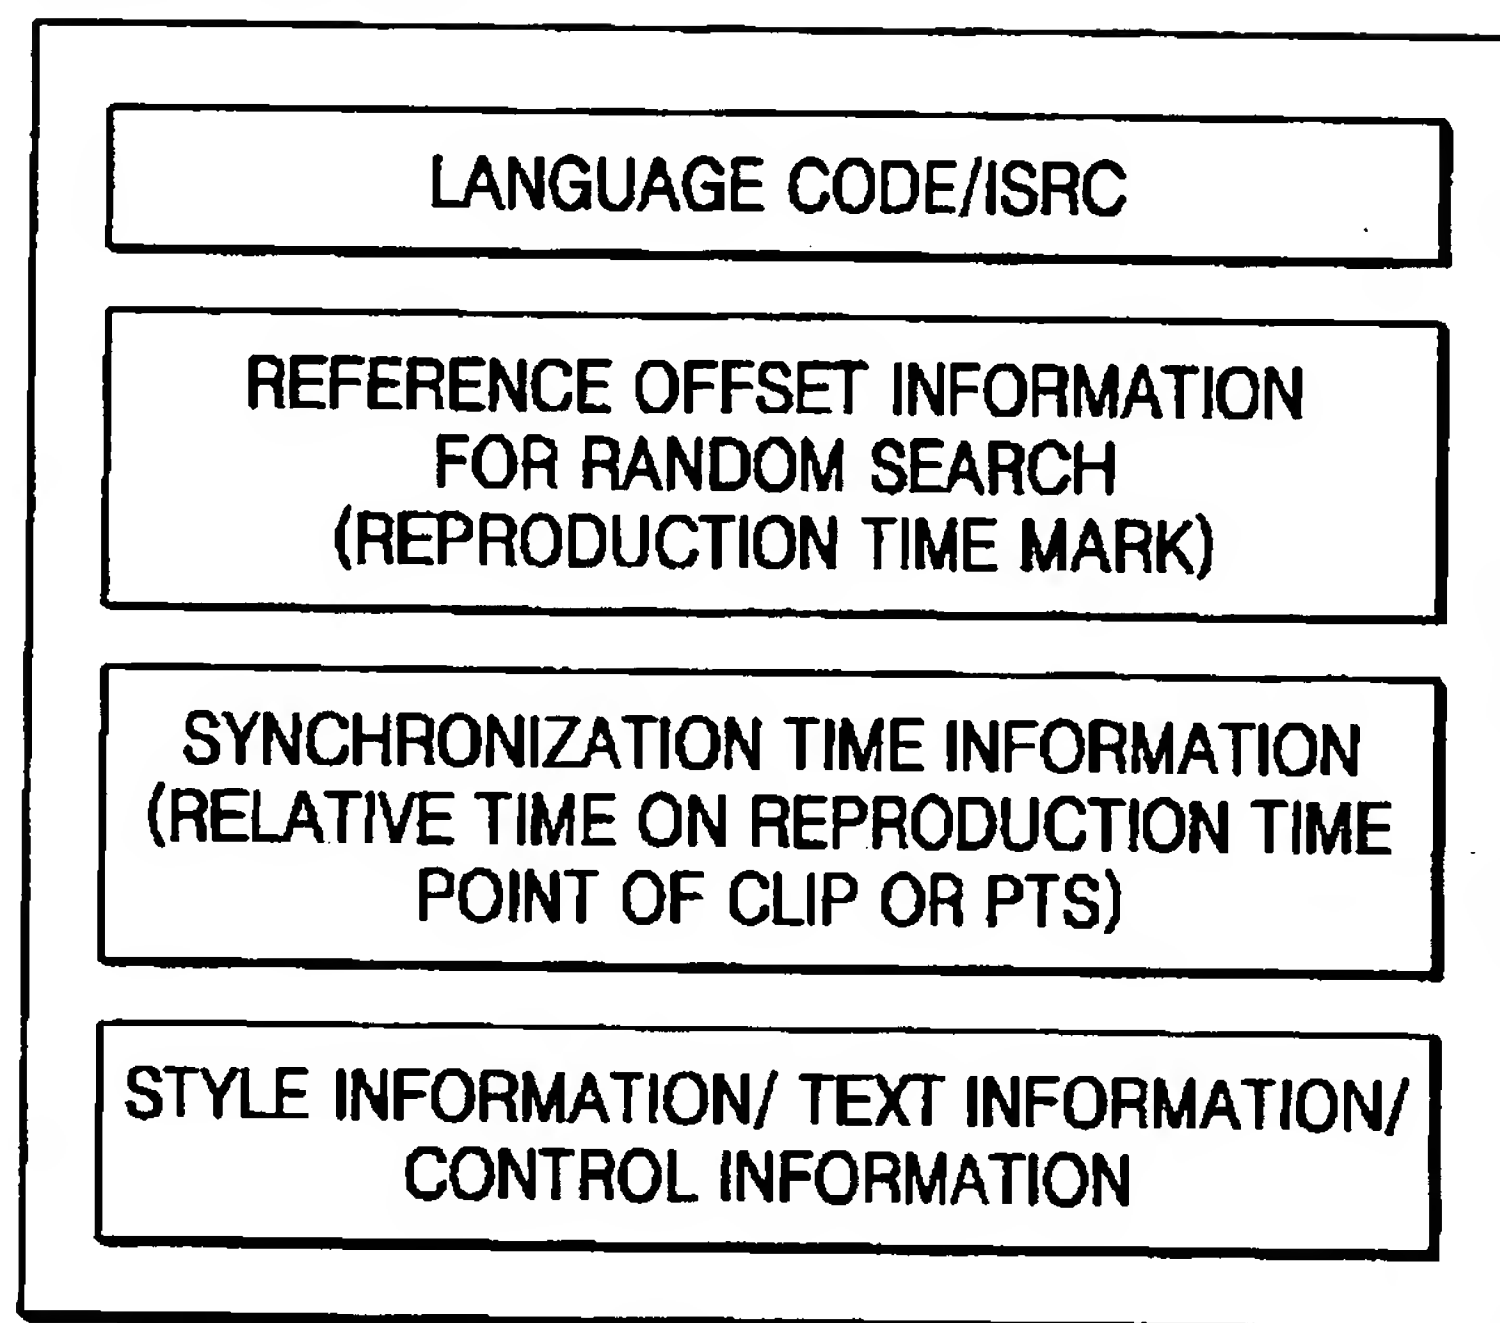 LANGUAGE CODE/ISRC
REFERENCE OFFSET INFORMATION
FOR RANDOM SEARCH
(REPRODUCTION TIME MARK)
SYNCHRONIZATION TIME INFORMATION
(RELATIVE TIME ON REPRODUCTION TIME
POINT OF CLIP OR PTS)
STYLE INFORMATION/ TEXT INFORMATION/
CONTROL INFORMATION